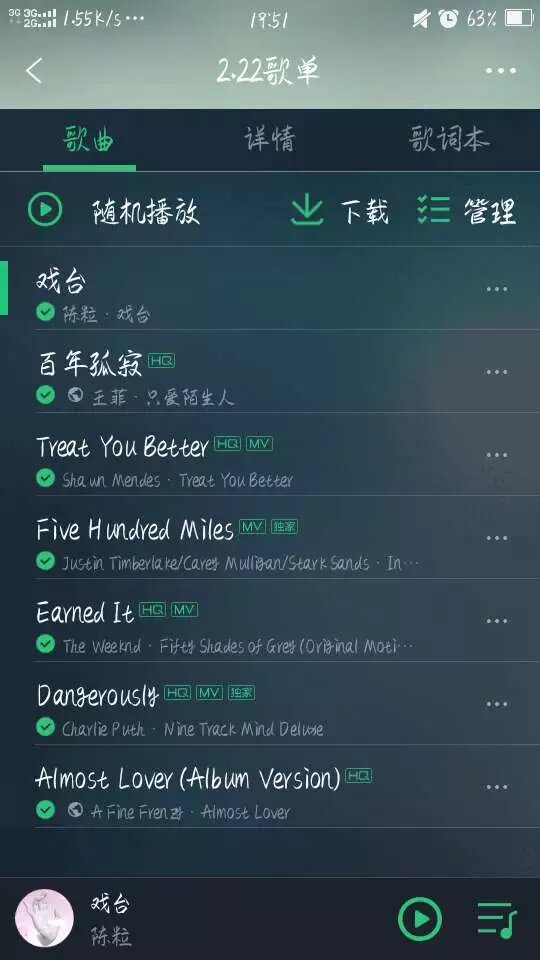 3G 3G 2G 1.55K/s··· 19:51 63%
2.22歌单
歌曲 详情 歌词本
随机播放 下载 管理
戏台
陈粒 · 戏台
百年孤寂 HQ
王菲 · 只爱陌生人
Treat You Better HQ MV
Shawn Mendes · Treat You Better
Five Hundred Miles MV 独家
Justin Timberlake/Carey Mulligan/Stark Sands · In···
Earned It HQ MV
The Weeknd · Fifty Shades of Grey (Original Moti···
Dangerously HQ MV 独家
Charlie Puth · Nine Track Mind Deluxe
Almost Lover (Album Version) HQ
A Fine Frenzy · Almost Lover
戏台
陈粒